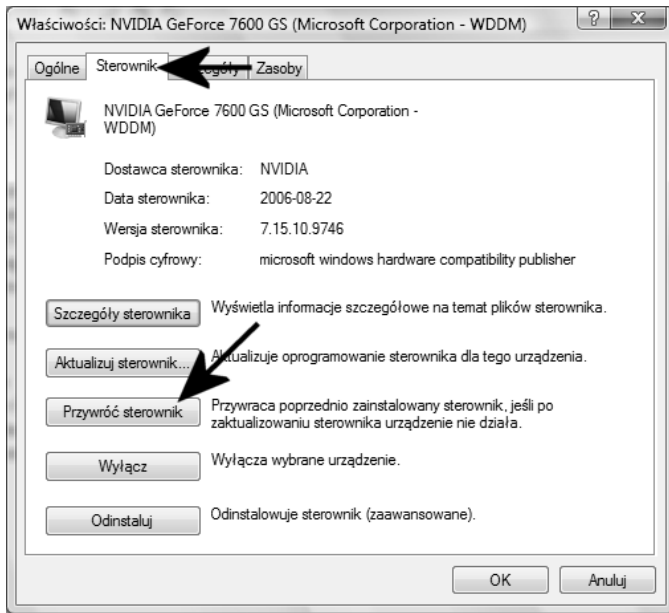 Właściwości: NVIDIA GeForce 7600 GS (Microsoft Corporation - WDDM)
Ogólne Sterownik Zasoby
NVIDIA GeForce 7600 GS (Microsoft Corporation -
WDDM)
Dostawca sterownika: NVIDIA
Data sterownika: 2006-08-22
Wersja sterownika: 7.15.10.9746
Podpis cyfrowy: microsoft windows hardware compatibility publisher
Szczegóły sterownika Wyświetla informacje szczegółowe na temat plików sterownika.
Aktualizuj sterownik... Aktualizuje oprogramowanie sterownika dla tego urządzenia.
Przywróć sterownik Przywraca poprzednio zainstalowany sterownik, jeśli po
zaktualizowaniu sterownika urządzenie nie działa.
Wyłącz Wyłącza wybrane urządzenie.
Odinstaluj Odinstalowuje sterownik (zaawansowane).
OK Anuluj